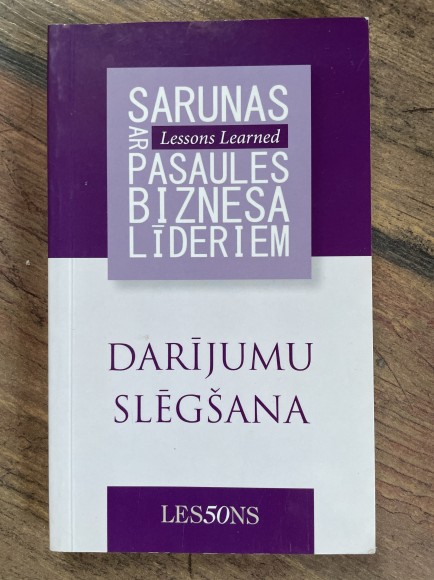 SARUNAS
AR
Lessons Learned
PASAULES
BIZNESA
LĪDERIEM
DARĪJUMU
SLĒGŠANA
LES50NS